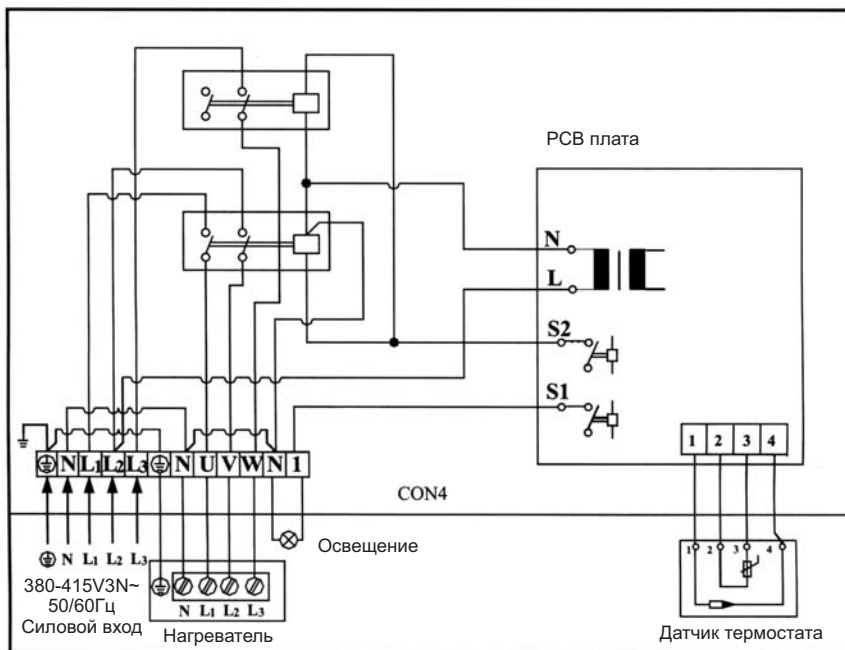 PCB плата
N
L
S2
S1
1 2 3 4
N L1 L2 L3 N U V W N 1
CON4
N L1 L2 L3
380-415V3N~
50/60Гц
Силовой вход
Освещение
N L1 L2 L3
Нагреватель
1 2 3 4
Датчик термостата